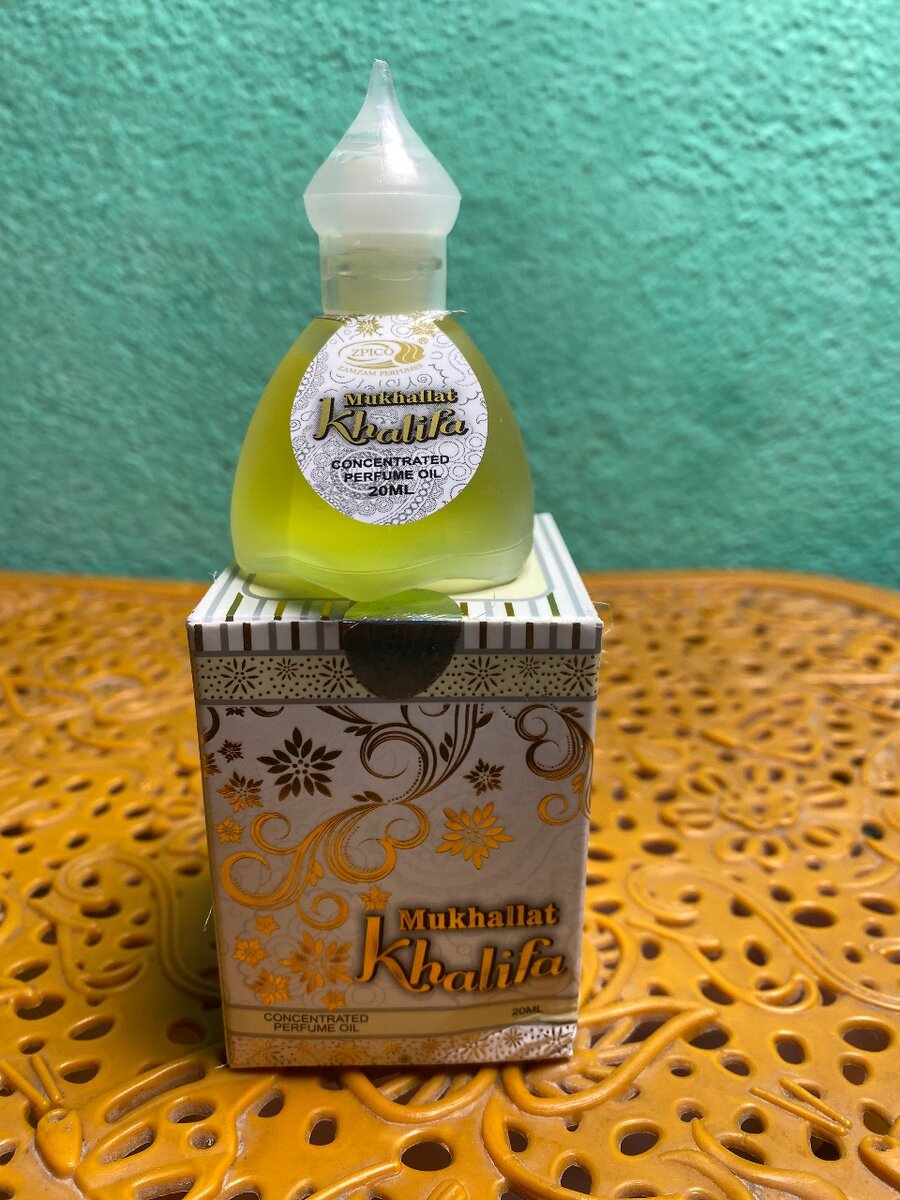 ZPICO ®
ZAMZAM PERFUMES
Mukhallat
Khalifa
CONCENTRATED
PERFUME OIL
20ML
Mukhallat
Khalifa
CONCENTRATED
PERFUME OIL
20ML